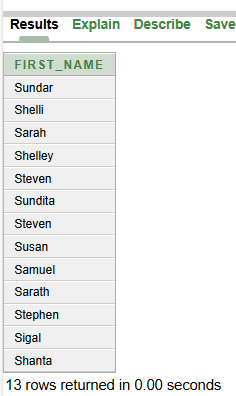 Results Explain Describe Save
FIRST_NAME
Sundar
Shelli
Sarah
Shelley
Steven
Sundita
Steven
Susan
Samuel
Sarath
Stephen
Sigal
Shanta
13 rows returned in 0.00 seconds